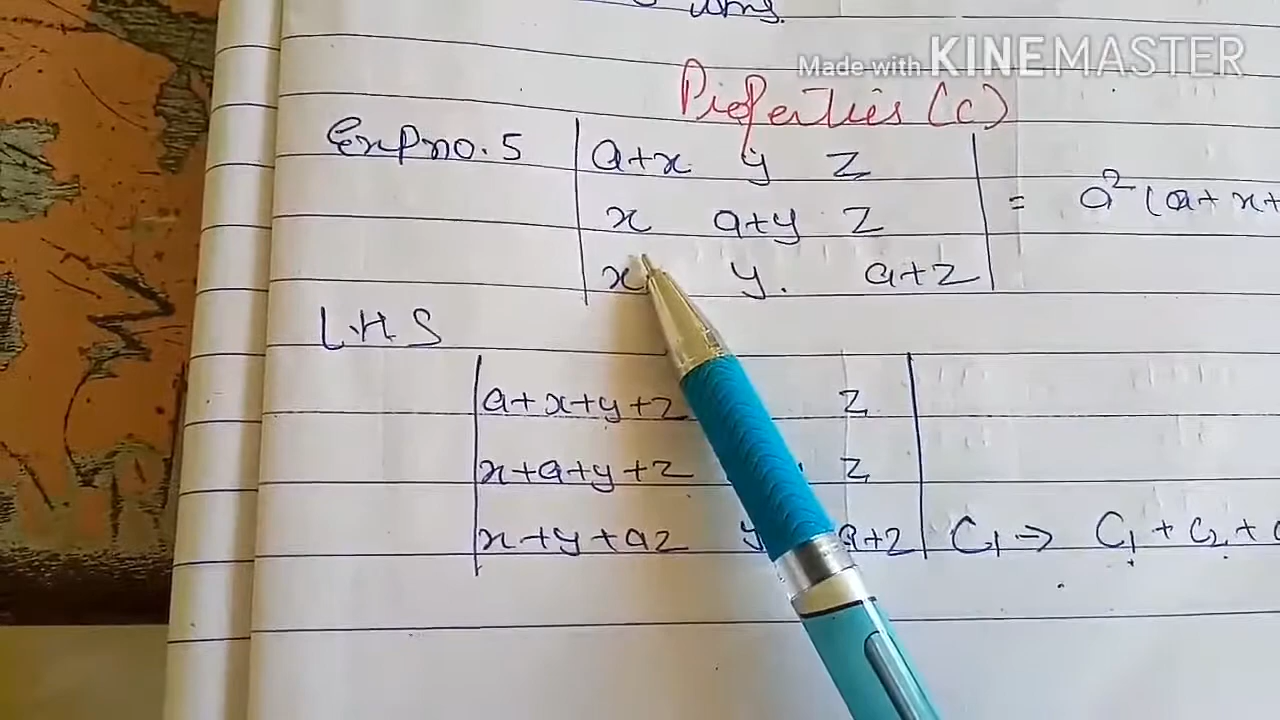 Made with KINEMASTER
Properties (c)
Exp no. 5
a+x y z
x a+y z = a² (a+x+
x y. a+z
L.H.S
a+x+y+z z
x+a+y+z z
x+y+az y a+z C₁ → C₁ + C₂ +